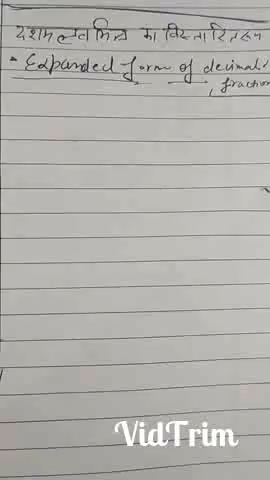 दशमलव भिन्न का विस्तारित रूप
- Expanded form of decimal
, fraction
VidTrim